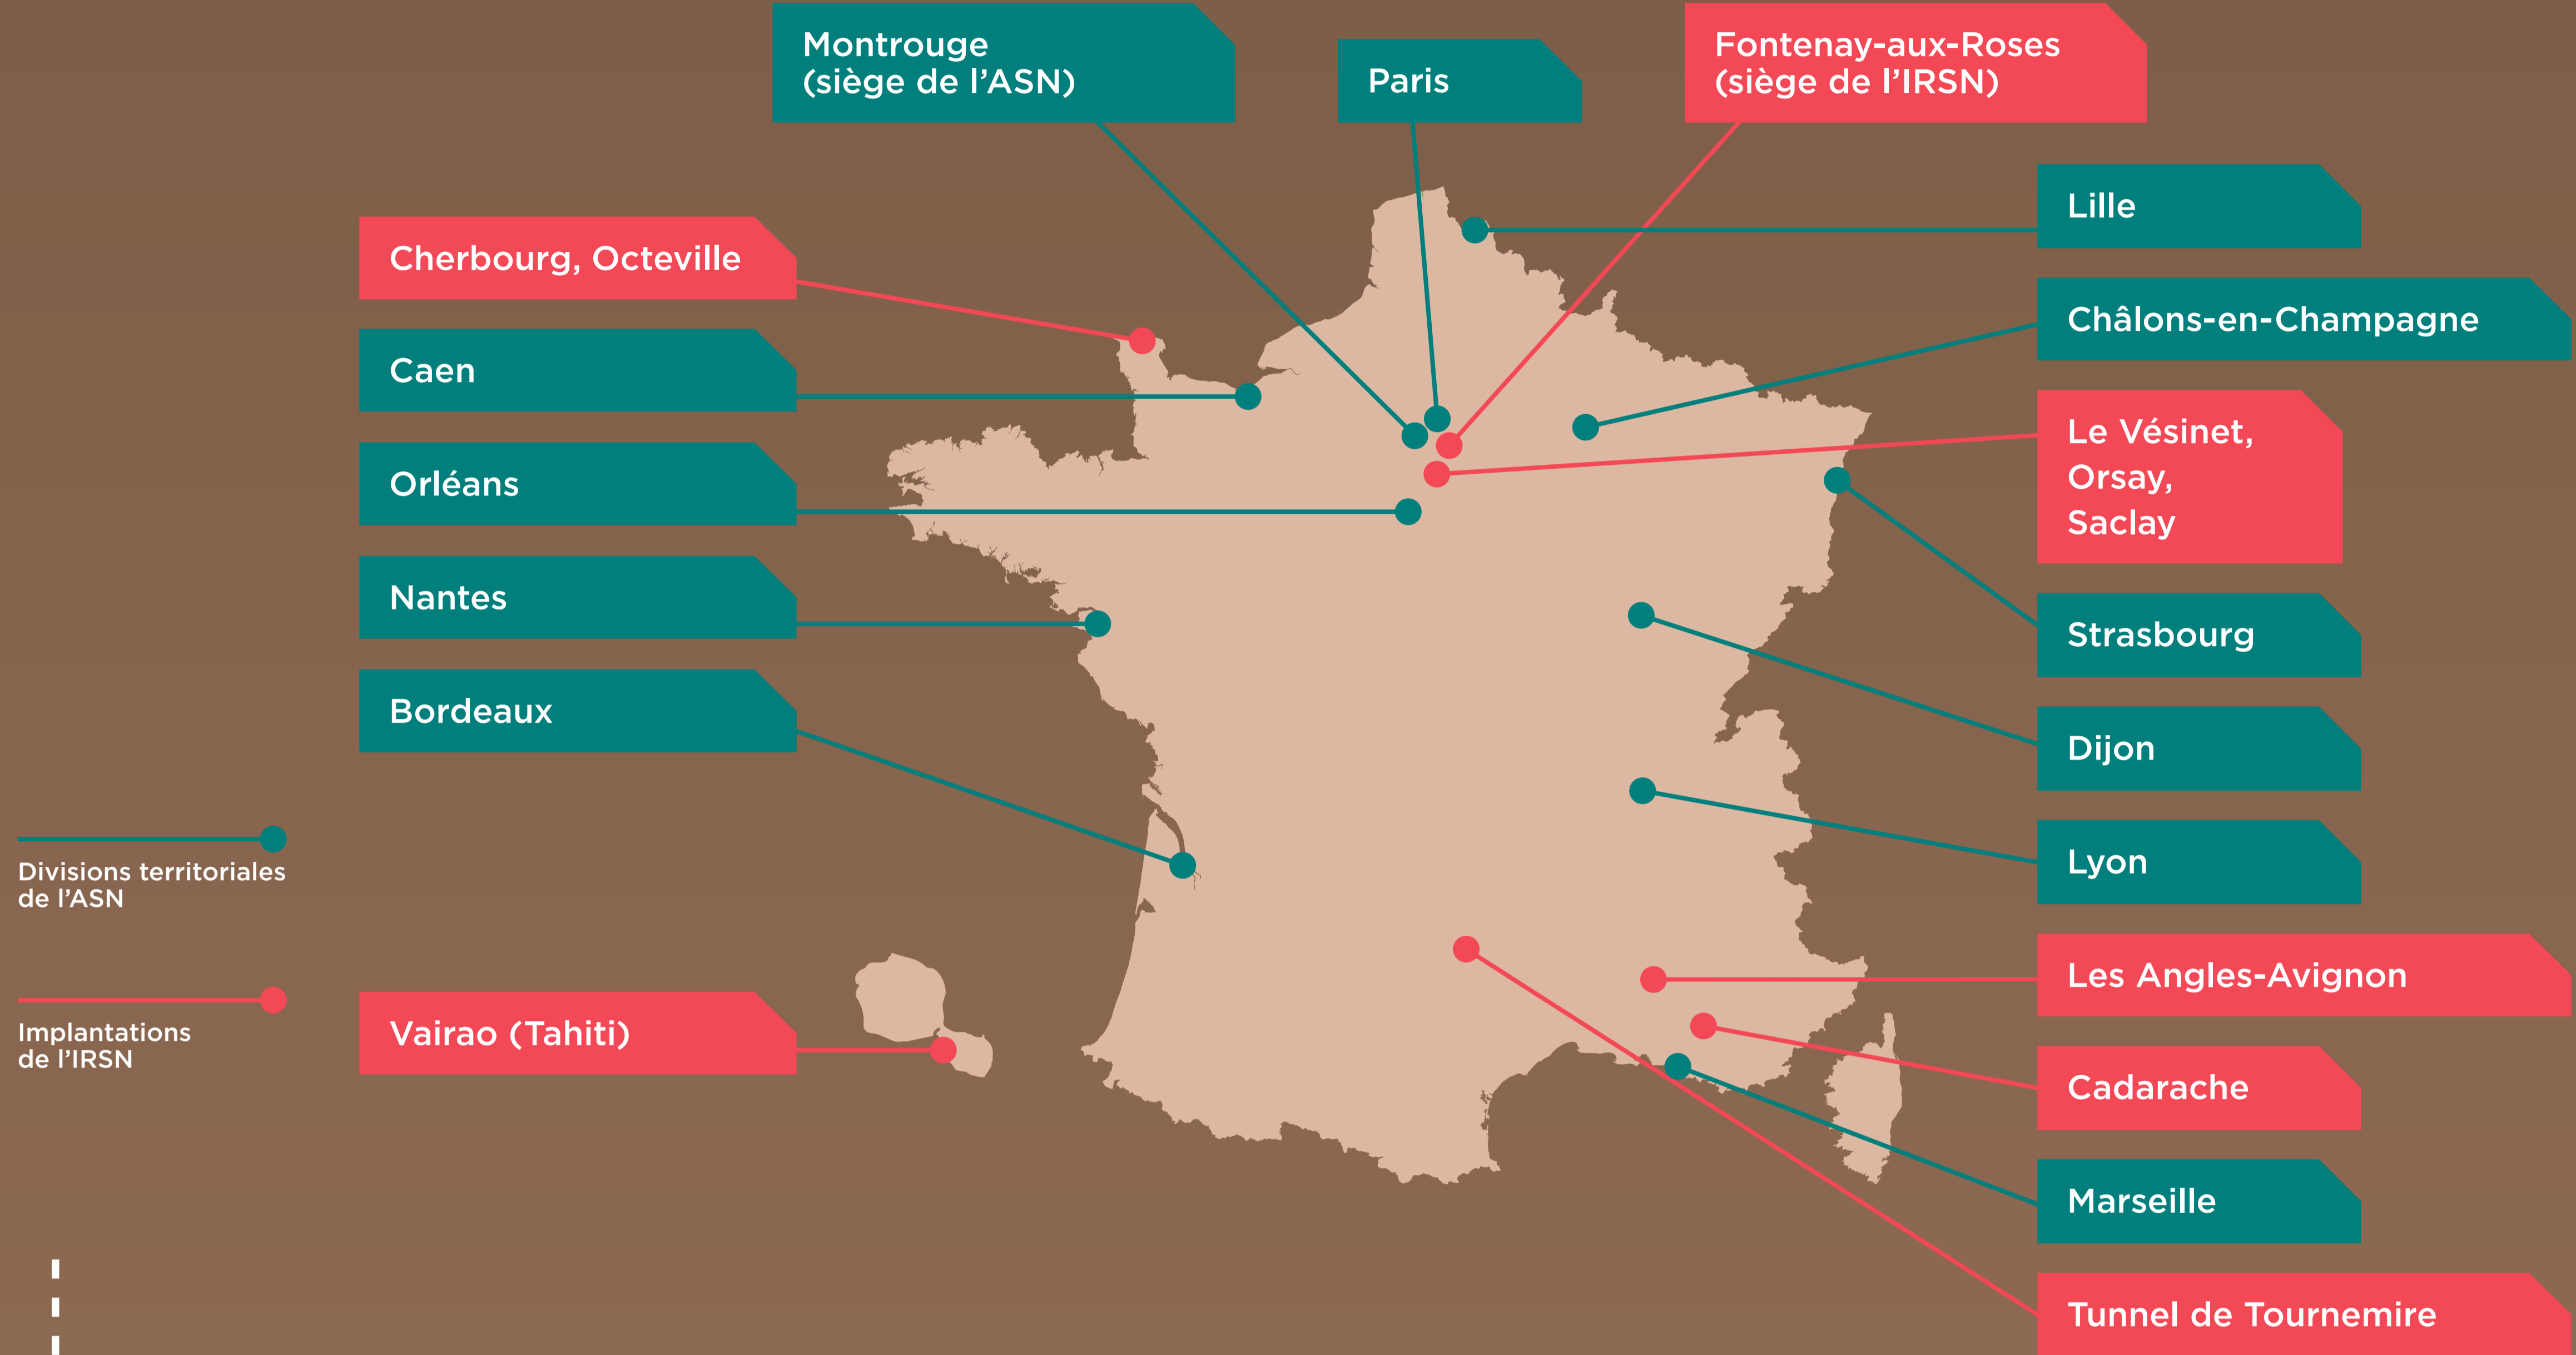 Montrouge
(siège de l'ASN)
Paris
Fontenay-aux-Roses
(siège de l'IRSN)
Lille
Cherbourg, Octeville
Châlons-en-Champagne
Caen
Le Vésinet,
Orsay,
Saclay
Orléans
Nantes
Strasbourg
Bordeaux
Dijon
Lyon
Divisions territoriales
de l'ASN
Les Angles-Avignon
Implantations
de l'IRSN
Vairao (Tahiti)
Cadarache
Marseille
Tunnel de Tournemire